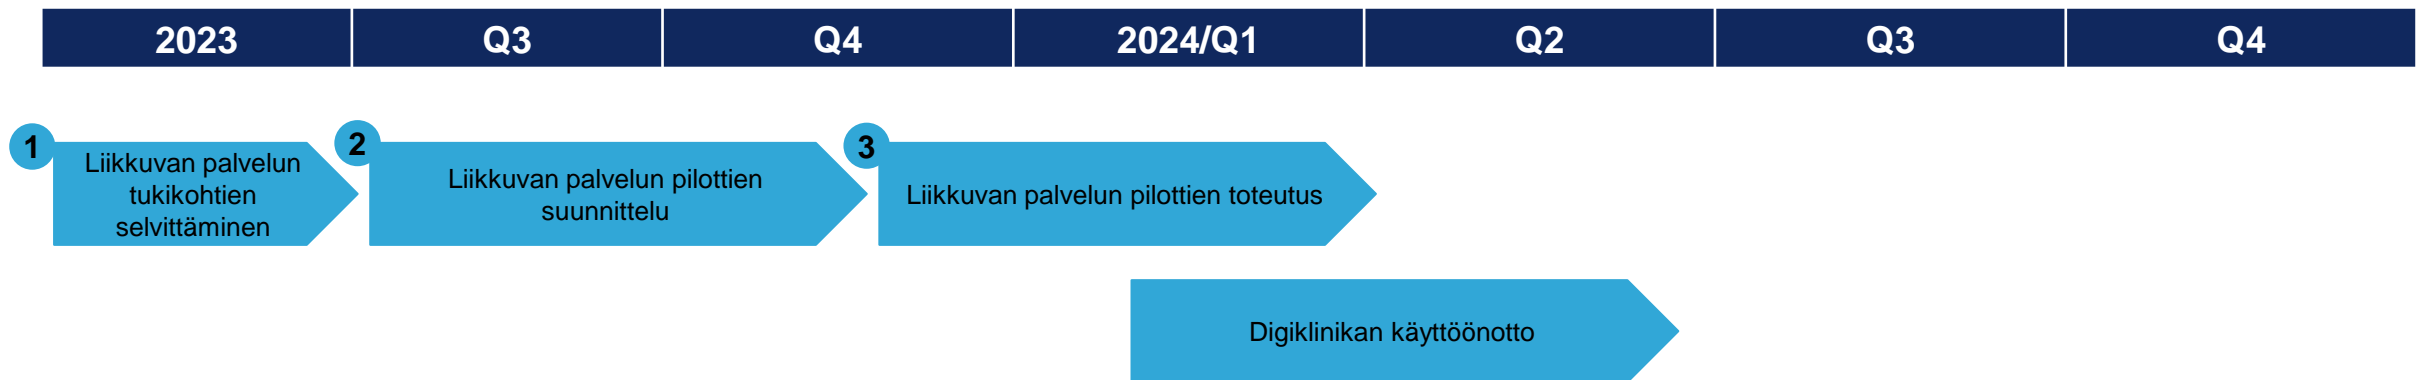 2023
Q3
Q4
2024/Q1
Q2
Q3
Q4
1
Liikkuvan palvelun
tukikohtien
selvittäminen
2
Liikkuvan palvelun pilottien
suunnittelu
3
Liikkuvan palvelun pilottien toteutus
Digiklinikan käyttöönotto